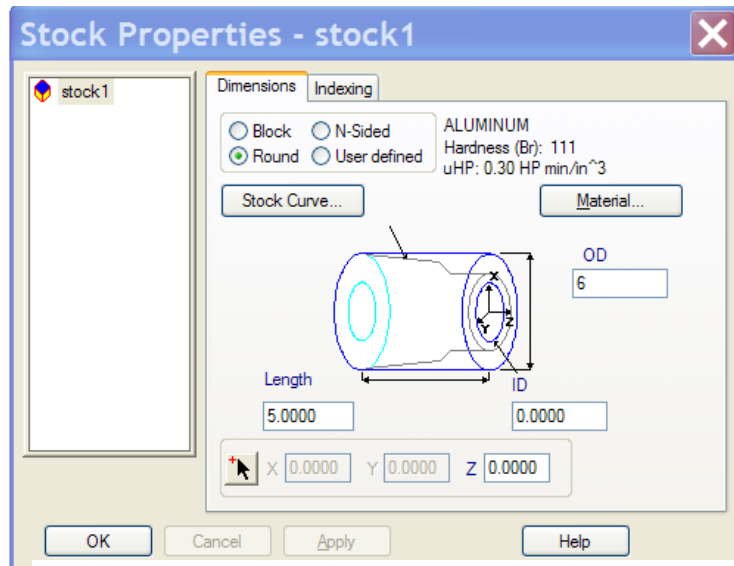 Stock Properties - stock1
stock1
Dimensions Indexing
Block N-Sided
Round User defined
ALUMINUM
Hardness (Br): 111
uHP: 0.30 HP min/in^3
Stock Curve... Material...
OD
6
X
Y Z
Length ID
5.0000 0.0000
X 0.0000 Y 0.0000 Z 0.0000
OK Cancel Apply Help